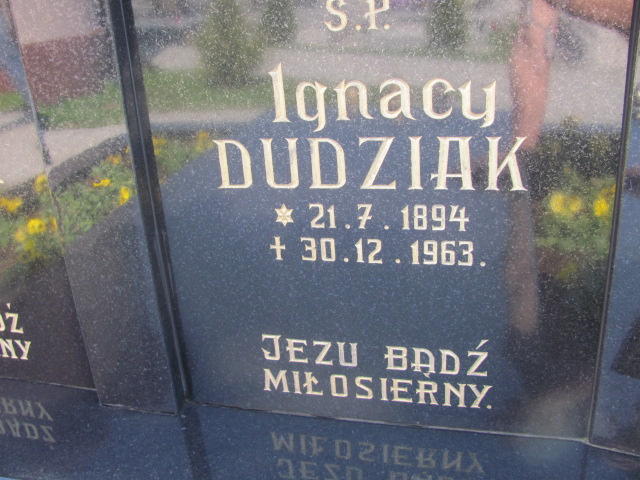 Ś.P.
Ignacy
DUDZIAK
* 21.7.1894
† 30.12.1963.
JEZU BĄDŹ
MIŁOSIERNY.